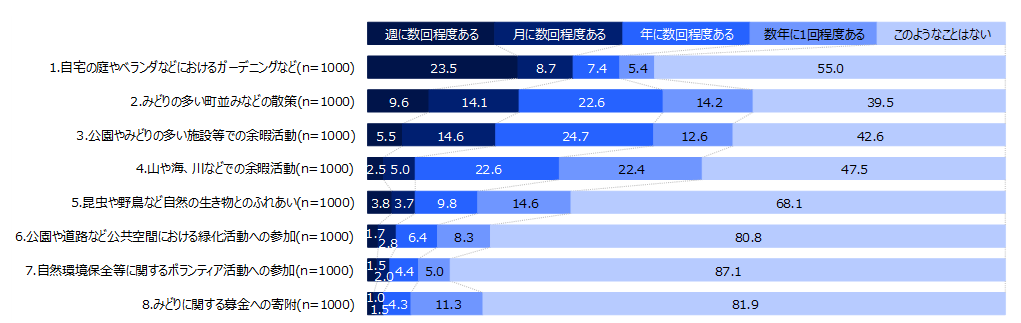 週に数回程度ある 月に数回程度ある 年に数回程度ある 数年に1回程度ある このようなことはない
1.自宅の庭やベランダなどにおけるガーデニングなど(n=1000) 23.5 8.7 7.4 5.4 55.0
2.みどりの多い町並みなどの散策(n=1000) 9.6 14.1 22.6 14.2 39.5
3.公園やみどりの多い施設等での余暇活動(n=1000) 5.5 14.6 24.7 12.6 42.6
4.山や海、川などでの余暇活動(n=1000) 2.5 5.0 22.6 22.4 47.5
5.昆虫や野鳥など自然の生き物とのふれあい(n=1000) 3.8 3.7 9.8 14.6 68.1
6.公園や道路など公共空間における緑化活動への参加(n=1000) 1.7 2.8 6.4 8.3 80.8
7.自然環境保全等に関するボランティア活動への参加(n=1000) 1.5 2.0 4.4 5.0 87.1
8.みどりに関する募金への寄附(n=1000) 1.0 1.5 4.3 11.3 81.9